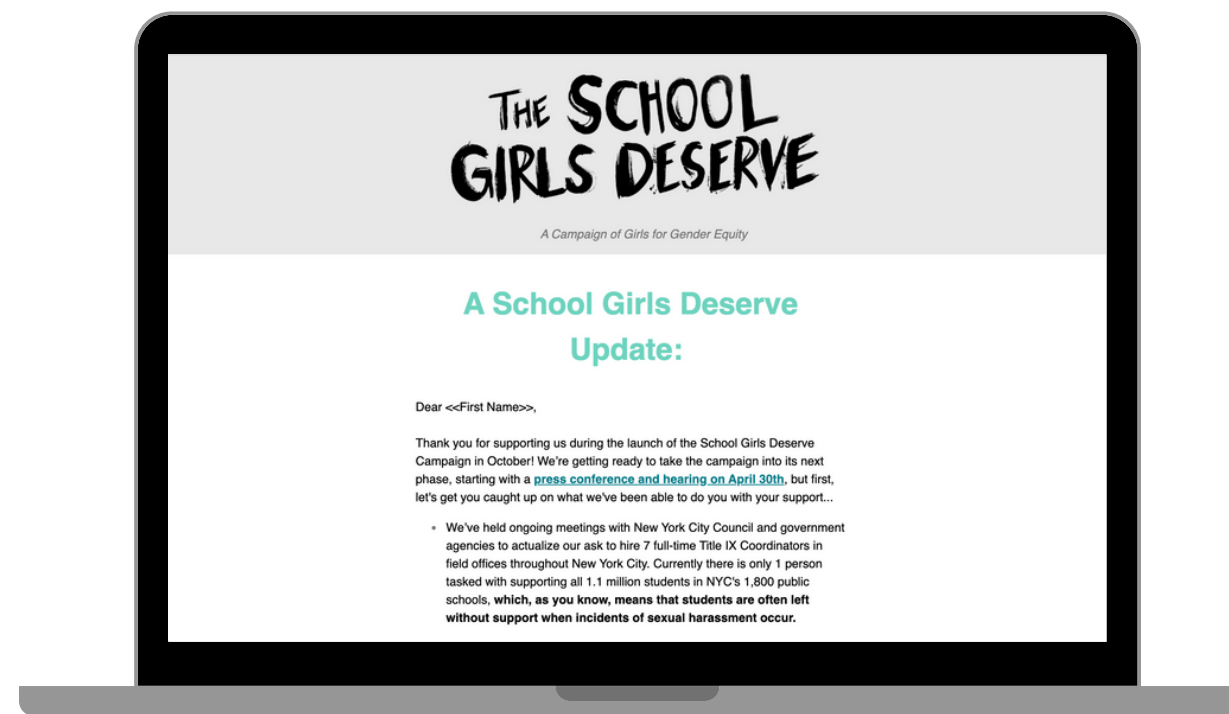 THE SCHOOL
GIRLS DESERVE
A Campaign of Girls for Gender Equity
A School Girls Deserve
Update:
Dear <<First Name>>,
Thank you for supporting us during the launch of the School Girls Deserve
Campaign in October! We're getting ready to take the campaign into its next
phase, starting with a press conference and hearing on April 30th, but first,
let's get you caught up on what we've been able to do you with your support...
• We've held ongoing meetings with New York City Council and government
agencies to actualize our ask to hire 7 full-time Title IX Coordinators in
field offices throughout New York City. Currently there is only 1 person
tasked with supporting all 1.1 million students in NYC's 1,800 public
schools, which, as you know, means that students are often left
without support when incidents of sexual harassment occur.